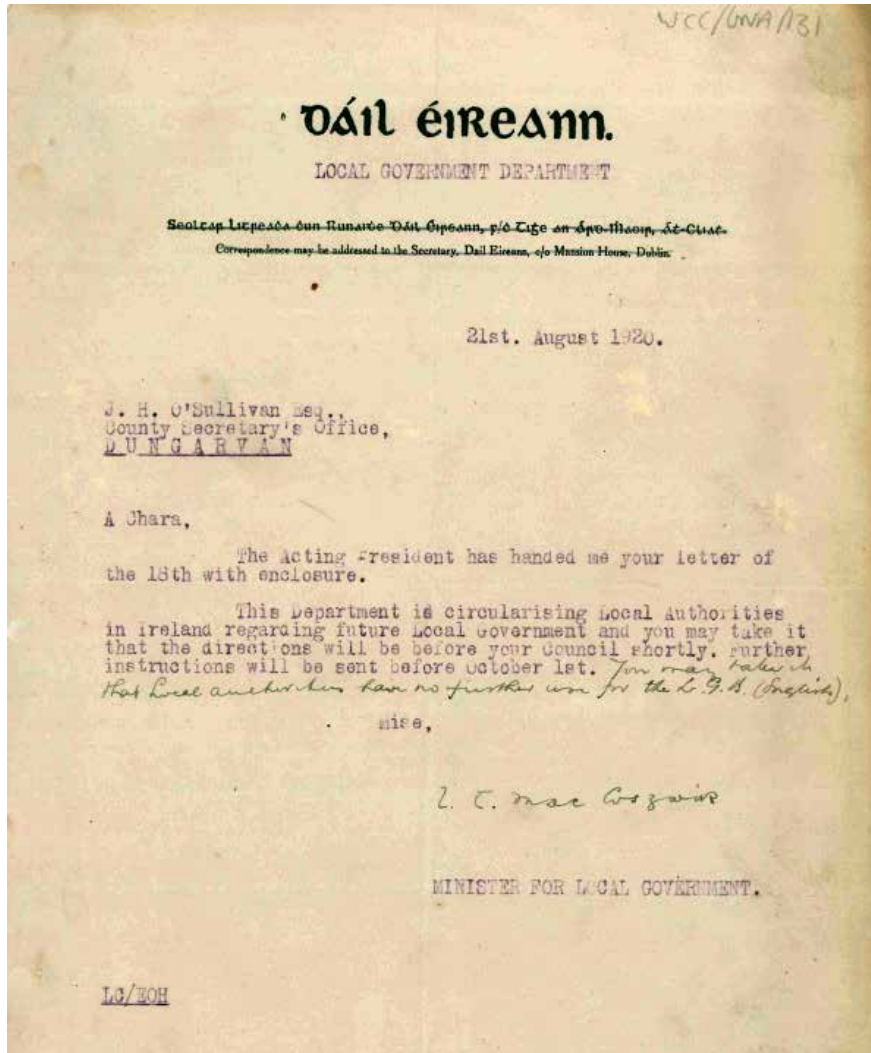 WCC/GNA/131
Dáil Éireann.
LOCAL GOVERNMENT DEPARTMENT
Correspondence may be addressed to the Secretary, Dail Eireann, c/o Mansion House, Dublin.
21st. August 1920.
J. H. O'Sullivan Esq.,
County Secretary's Office,
DUNGARVAN
A Chara,
The Acting President has handed me your letter of
the 18th with enclosure.
This Department is circularising Local Authorities
in Ireland regarding future Local Government and you may take it
that the directions will be before your Council shortly. Further
instructions will be sent before October 1st. You may take it
that Local authorities have no further use for the L.G.B. (English).
Mise,
L. T. Mac
MINISTER FOR LOCAL GOVERNMENT.
LC/EOH